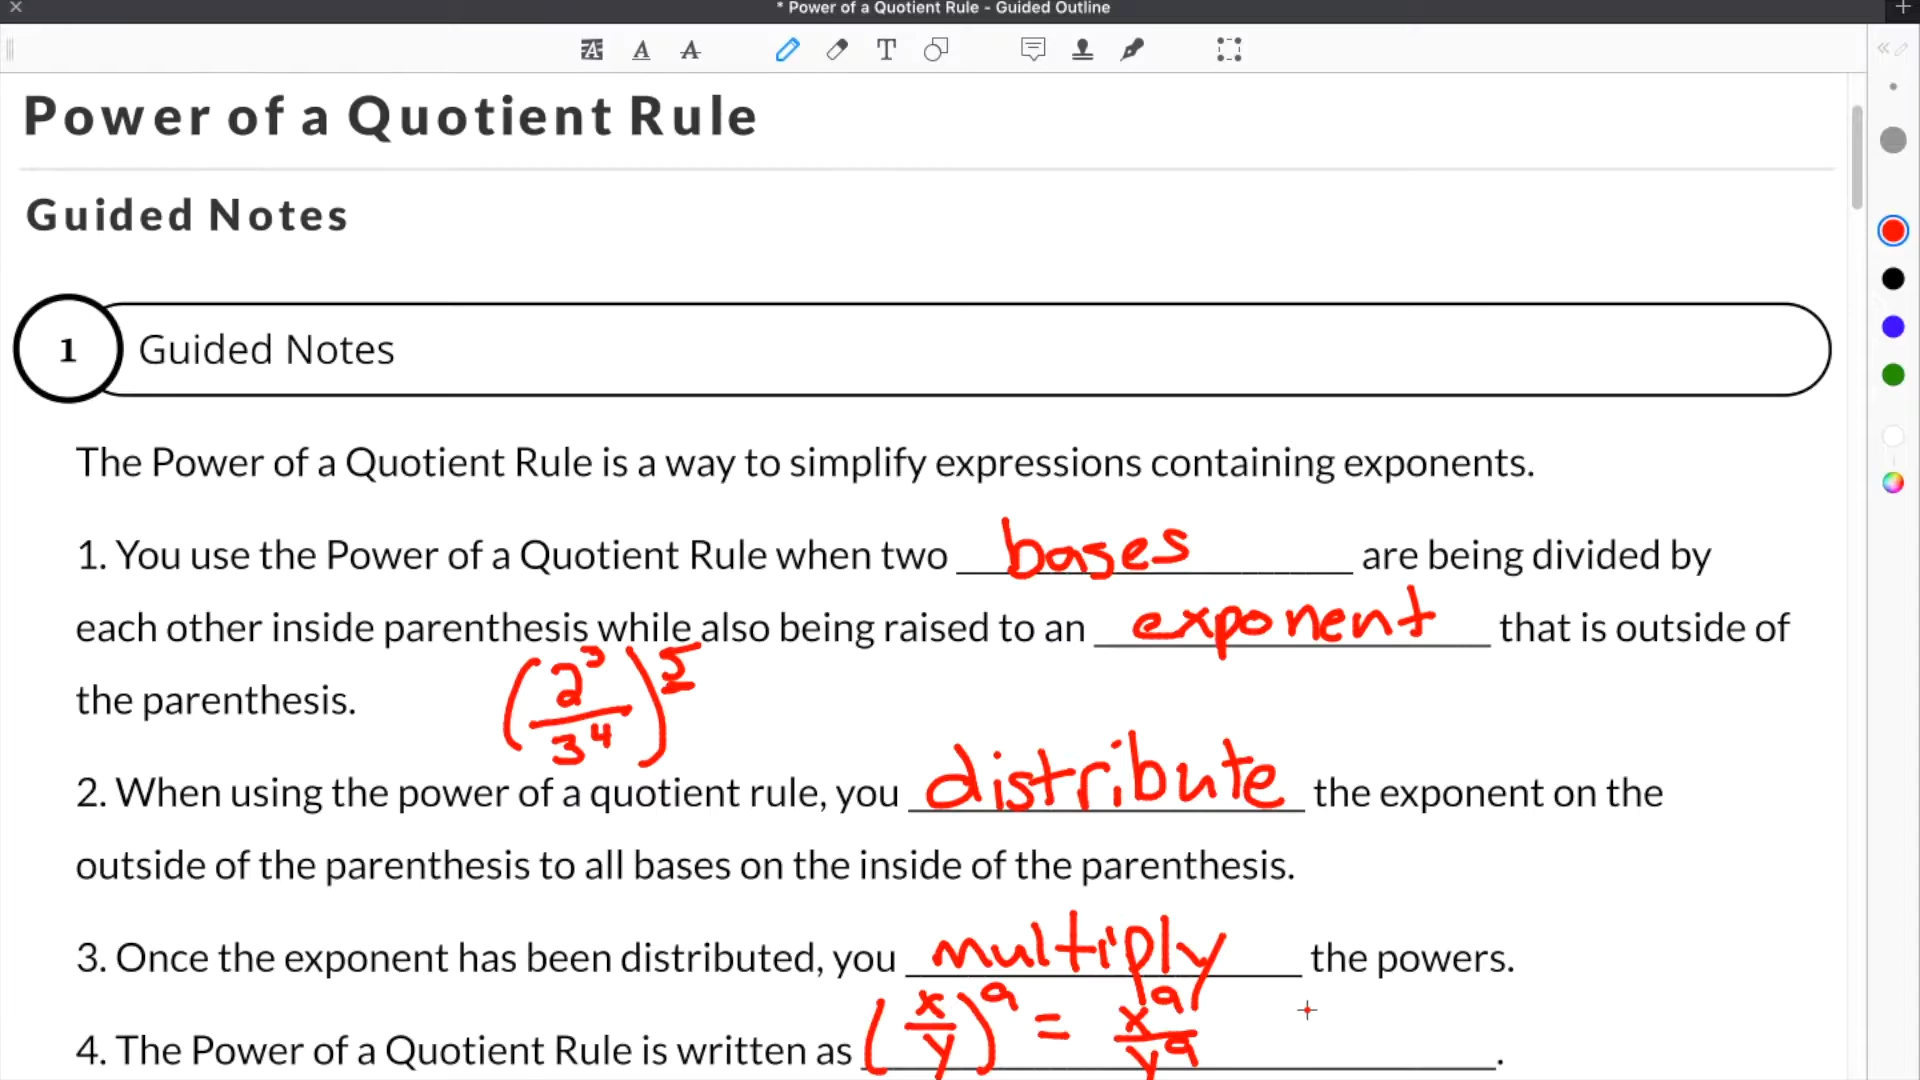 * Power of a Quotient Rule - Guided Outline
Power of a Quotient Rule
Guided Notes
1 Guided Notes
The Power of a Quotient Rule is a way to simplify expressions containing exponents.
1. You use the Power of a Quotient Rule when two bases are being divided by
each other inside parenthesis while also being raised to an exponent that is outside of
the parenthesis. (2^3/3^4)^5
2. When using the power of a quotient rule, you distribute the exponent on the
outside of the parenthesis to all bases on the inside of the parenthesis.
3. Once the exponent has been distributed, you multiply the powers.
4. The Power of a Quotient Rule is written as (x/y)^a = x^a/y^a.